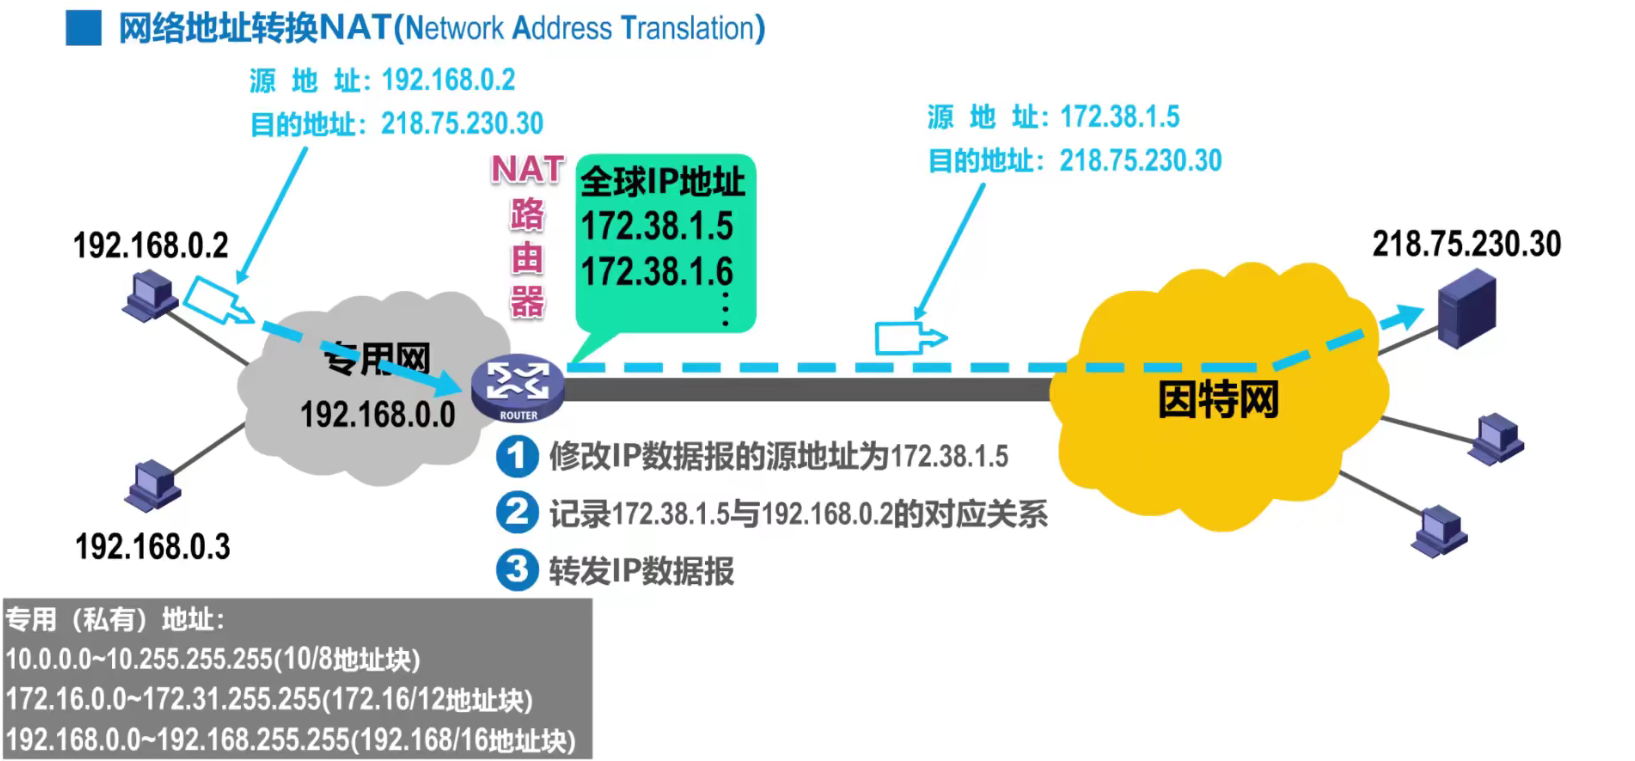 网络地址转换NAT(Network Address Translation)
源 地 址：192.168.0.2
目的地址：218.75.230.30
源 地 址：172.38.1.5
目的地址：218.75.230.30
NAT
路
由
器
全球IP地址
172.38.1.5
172.38.1.6
⋮
192.168.0.2
218.75.230.30
专用网
192.168.0.0
ROUTER
因特网
192.168.0.3
1 修改IP数据报的源地址为172.38.1.5
2 记录172.38.1.5与192.168.0.2的对应关系
3 转发IP数据报
专用（私有）地址：
10.0.0.0~10.255.255.255(10/8地址块)
172.16.0.0~172.31.255.255(172.16/12地址块)
192.168.0.0~192.168.255.255(192.168/16地址块)